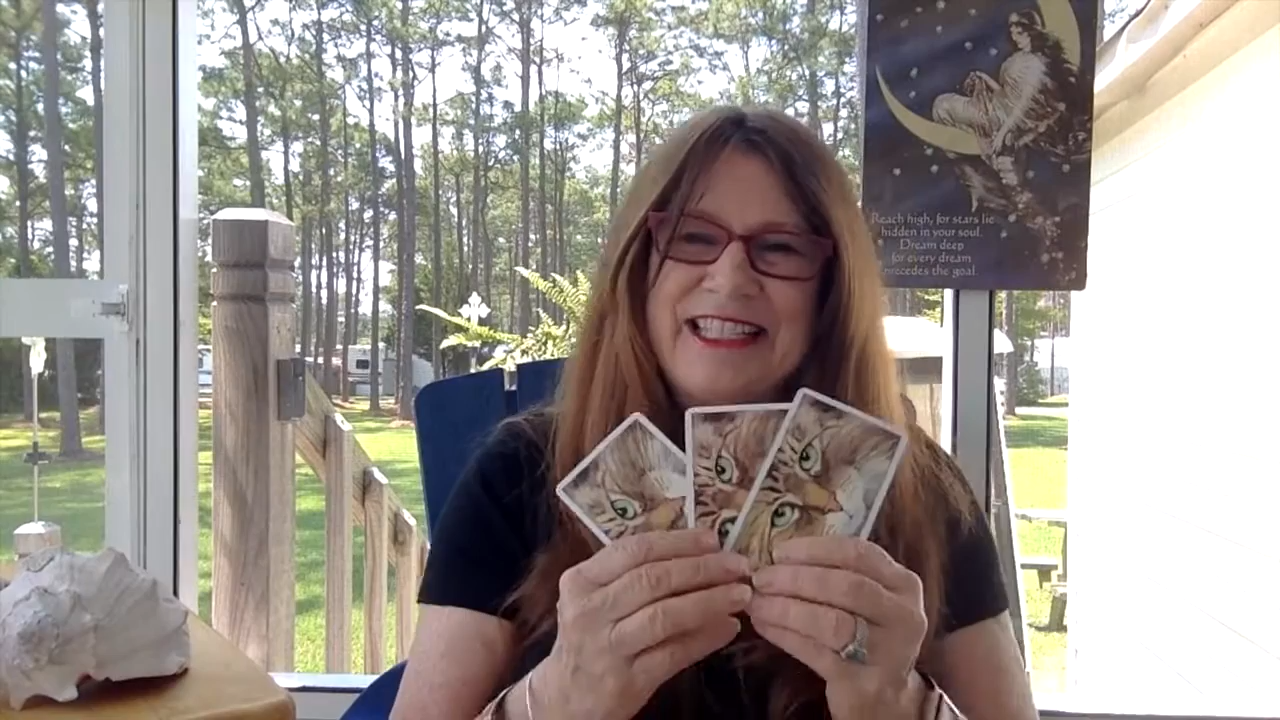 Reach high, for stars lie
hidden in your soul.
Dream deep
for every dream
precedes the goal.